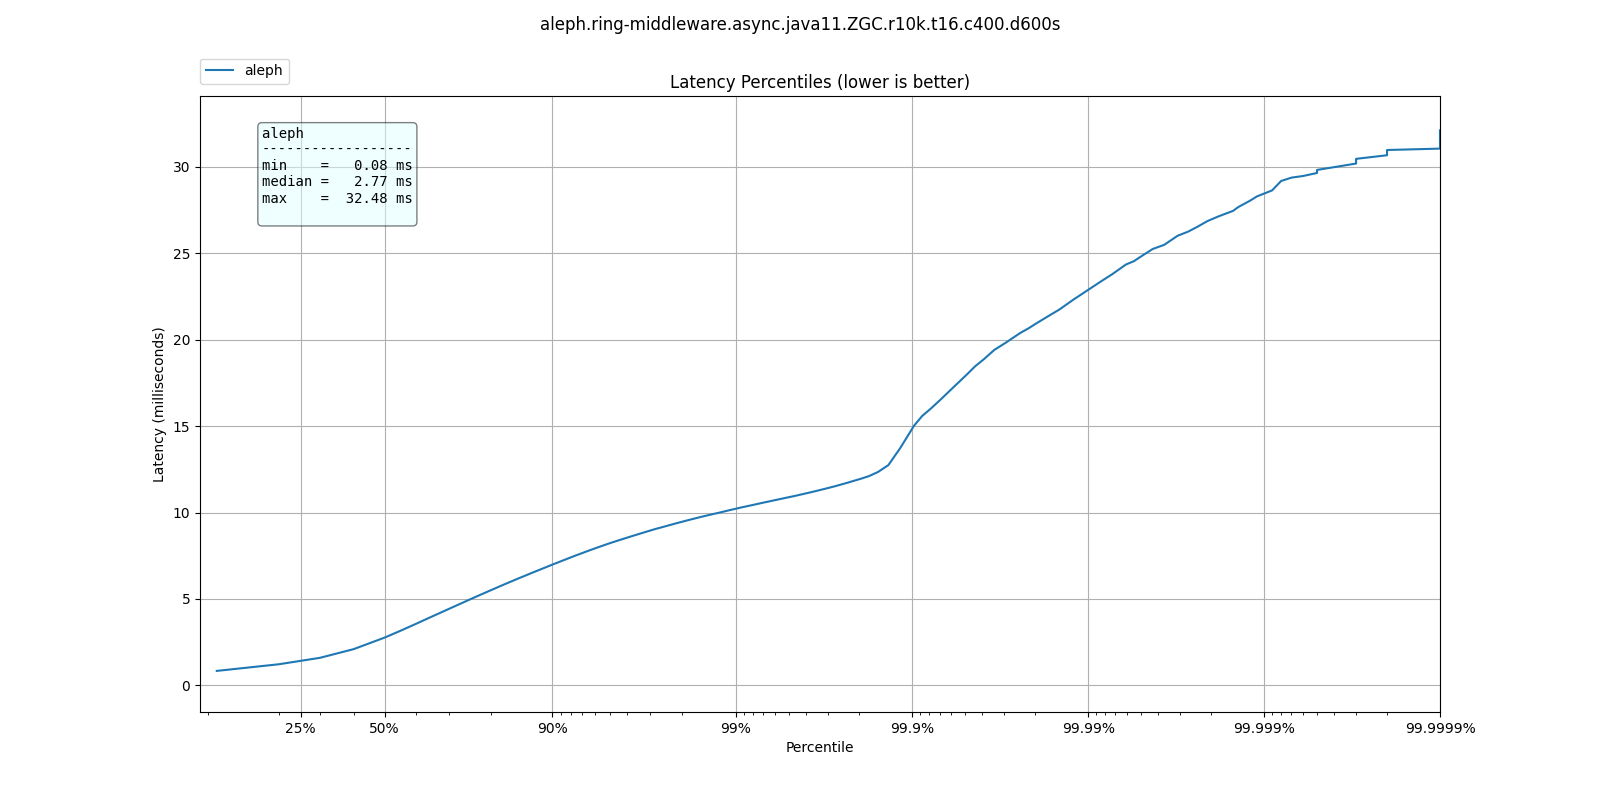 aleph.ring-middleware.async.java11.ZGC.r10k.t16.c400.d600s
aleph
Latency Percentiles (lower is better)
aleph
------------------
min    =   0.08 ms
median =   2.77 ms
max    =  32.48 ms
30
25
20
15
10
5
0
Latency (milliseconds)
25% 50% 90% 99% 99.9% 99.99% 99.999% 99.9999%
Percentile